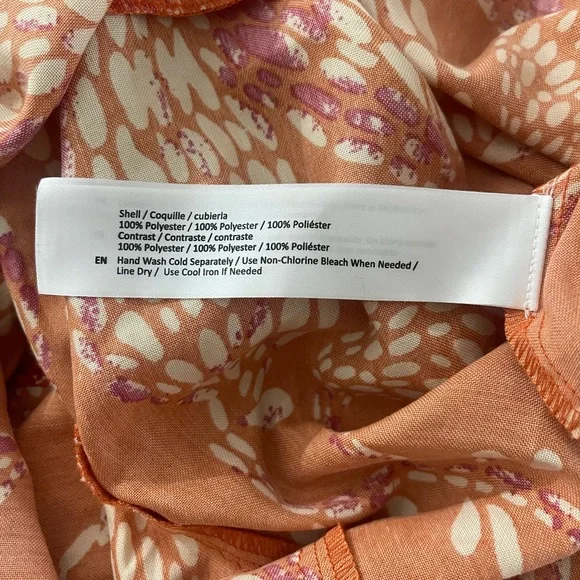 Shell / Coquille / cubierla
100% Polyester / 100% Polyester / 100% Poliéster
Contrast / Contraste / contraste
100% Polyester / 100% Polyester / 100% Poliéster
EN Hand Wash Cold Separately / Use Non-Chlorine Bleach When Needed /
Line Dry / Use Cool Iron If Needed